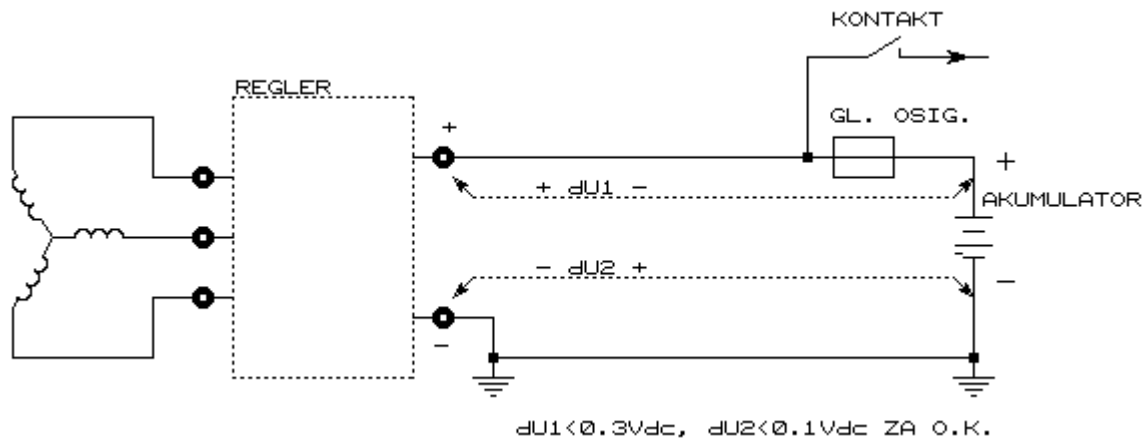 KONTAKT
REGLER
GL. OSIG.
+
+
+ dU1 -
AKUMULATOR
- dU2 +
-
-
dU1<0.3Vdc, dU2<0.1Vdc ZA O.K.